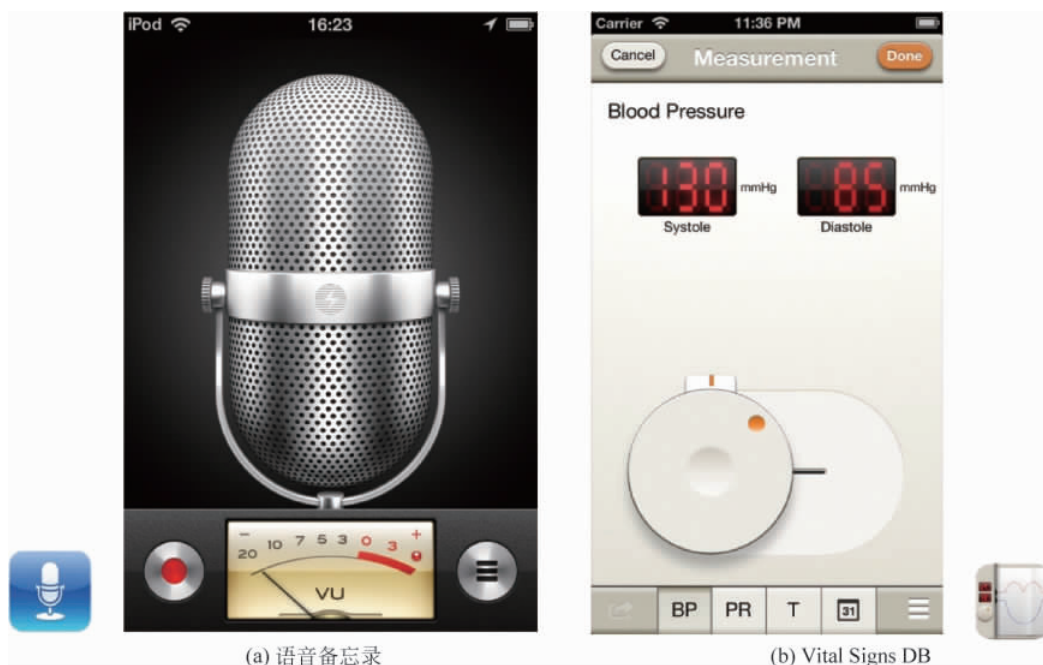 iPod
16:23
- 20 10 7 5 3 0 3 +
VU
(a) 语音备忘录
Carrier
11:36 PM
Cancel
Measurement
Done
Blood Pressure
130 mmHg
Systole
85 mmHg
Diastole
BP PR T 31
(b) Vital Signs DB